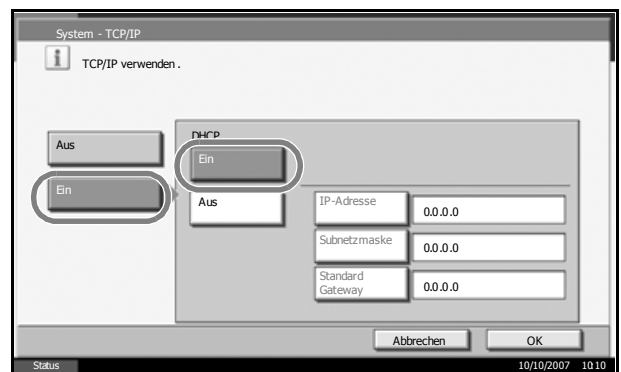 System - TCP/IP
TCP/IP verwenden .
Aus
Ein
DHCP
Ein
Aus
IP-Adresse
0.0.0.0
Subnetzmaske
0.0.0.0
Standard
Gateway
0.0.0.0
Abbrechen
OK
Status
10/10/2007 10:10